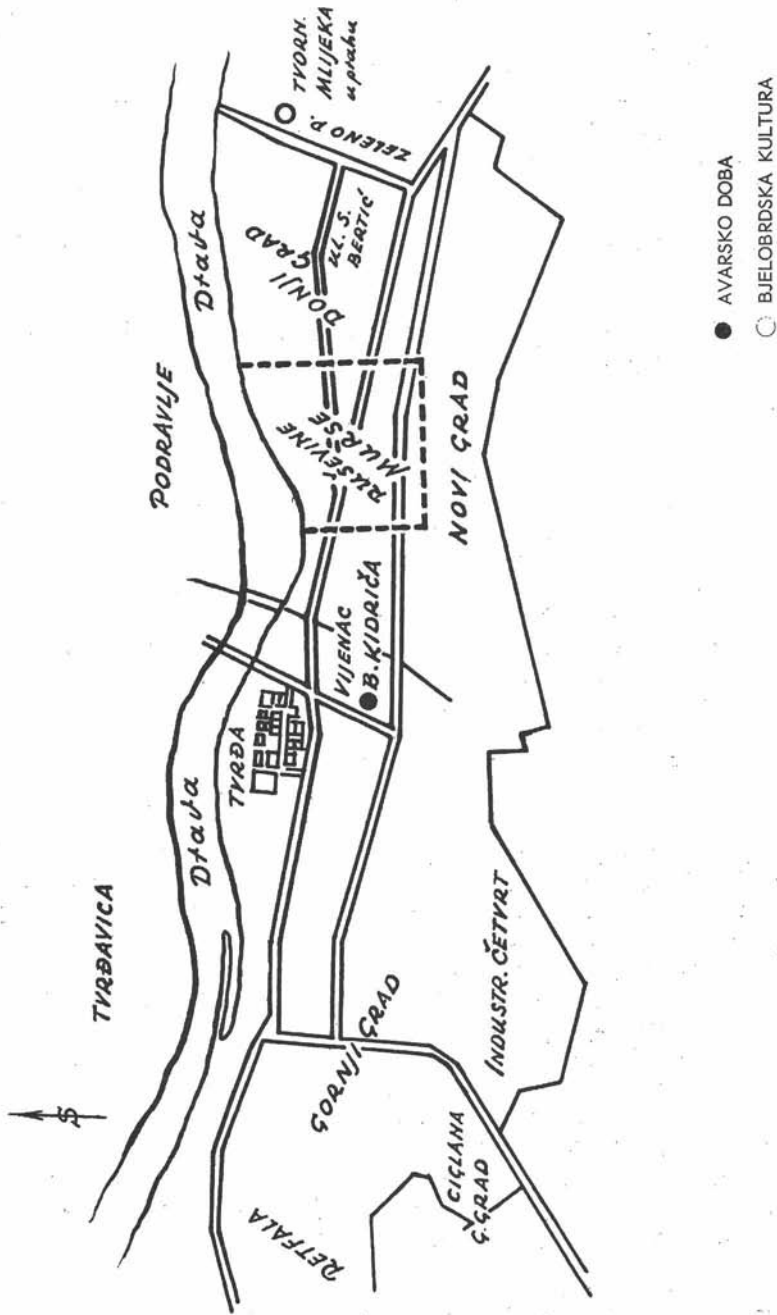 S
TVRĐAVICA
PODRAVLJE
Drava
Drava
TVORN.
MLIJEKA
u prahu
ZELENO P.
UL. S.
BERTIĆ
DONJI
GRAD
RUŠEVINE
MURSE
TVRĐA
VIJENAC
B. KIDRIČA
NOVI GRAD
RETFALA
GORNJI GRAD
CIGLANA
G. GRAD
INDUSTR. ČETVRT
AVARSKO DOBA
BJELOBRDSKA KULTURA